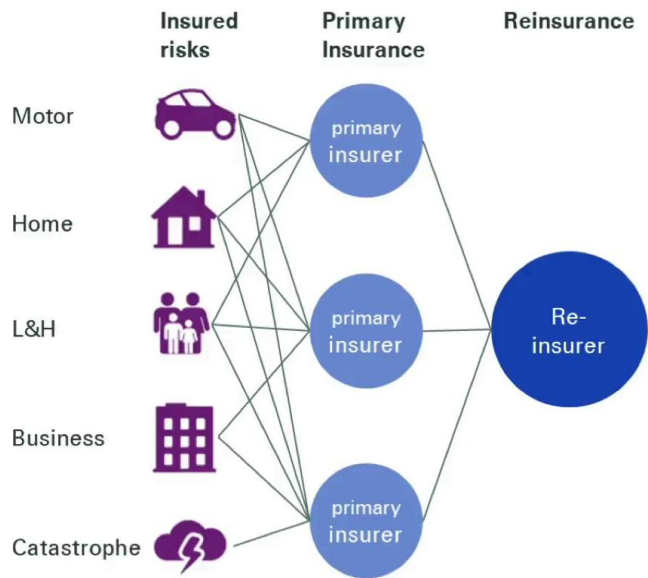 Insured
risks
Primary
Insurance
Reinsurance
Motor
Home
L&H
Business
Catastrophe
primary
insurer
primary
insurer
primary
insurer
Re-
insurer